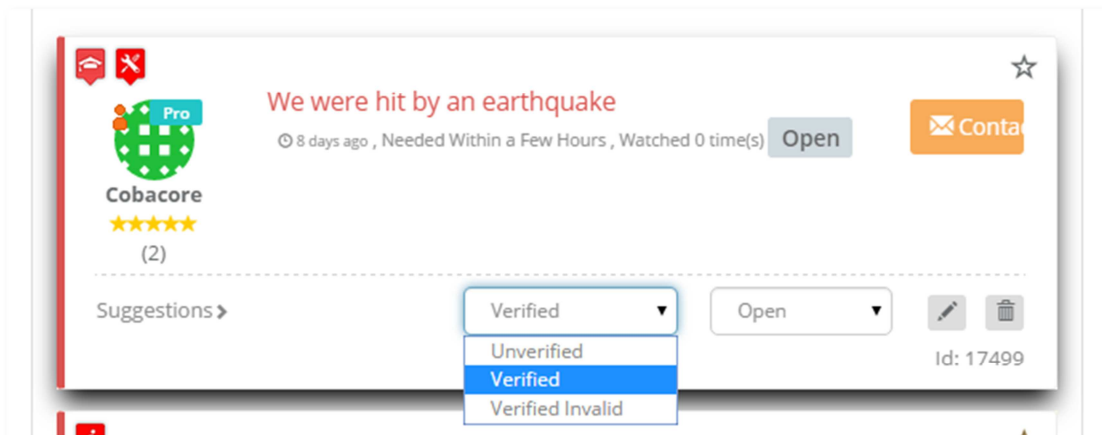 Pro
We were hit by an earthquake
8 days ago , Needed Within a Few Hours , Watched 0 time(s) Open
Conta
Cobacore
(2)
Suggestions
Verified
Open
Unverified
Verified
Verified Invalid
Id: 17499